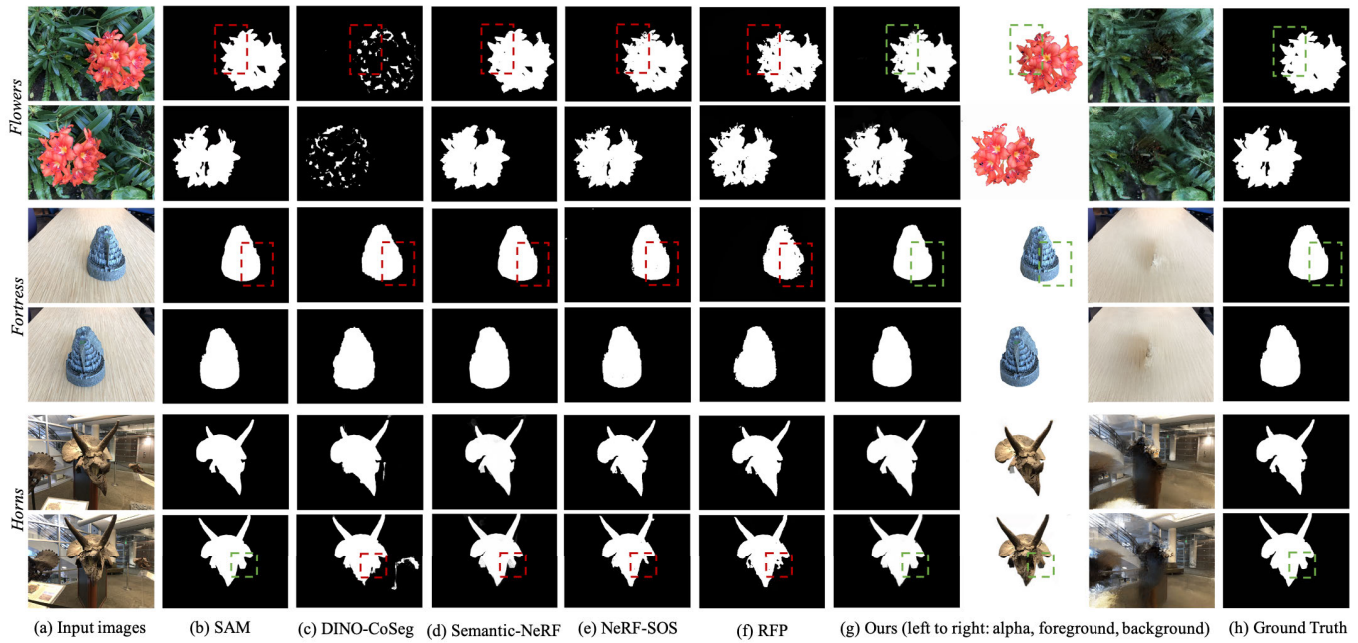 Flowers
Fortress
Horns
(a) Input images (b) SAM (c) DINO-CoSeg (d) Semantic-NeRF (e) NeRF-SOS (f) RFP (g) Ours (left to right: alpha, foreground, background) (h) Ground Truth